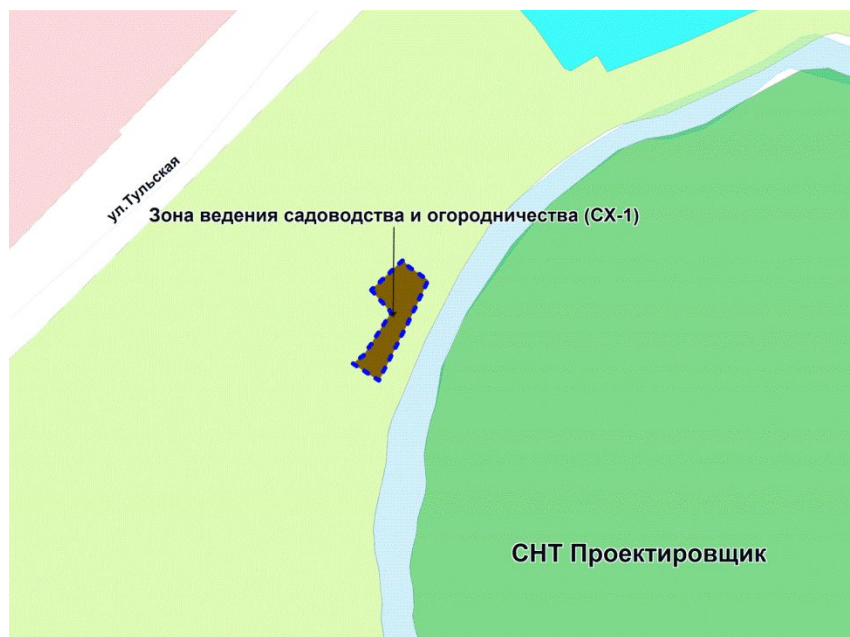 ул.Тульская
Зона ведения садоводства и огородничества (СХ-1)
СНТ Проектировщик